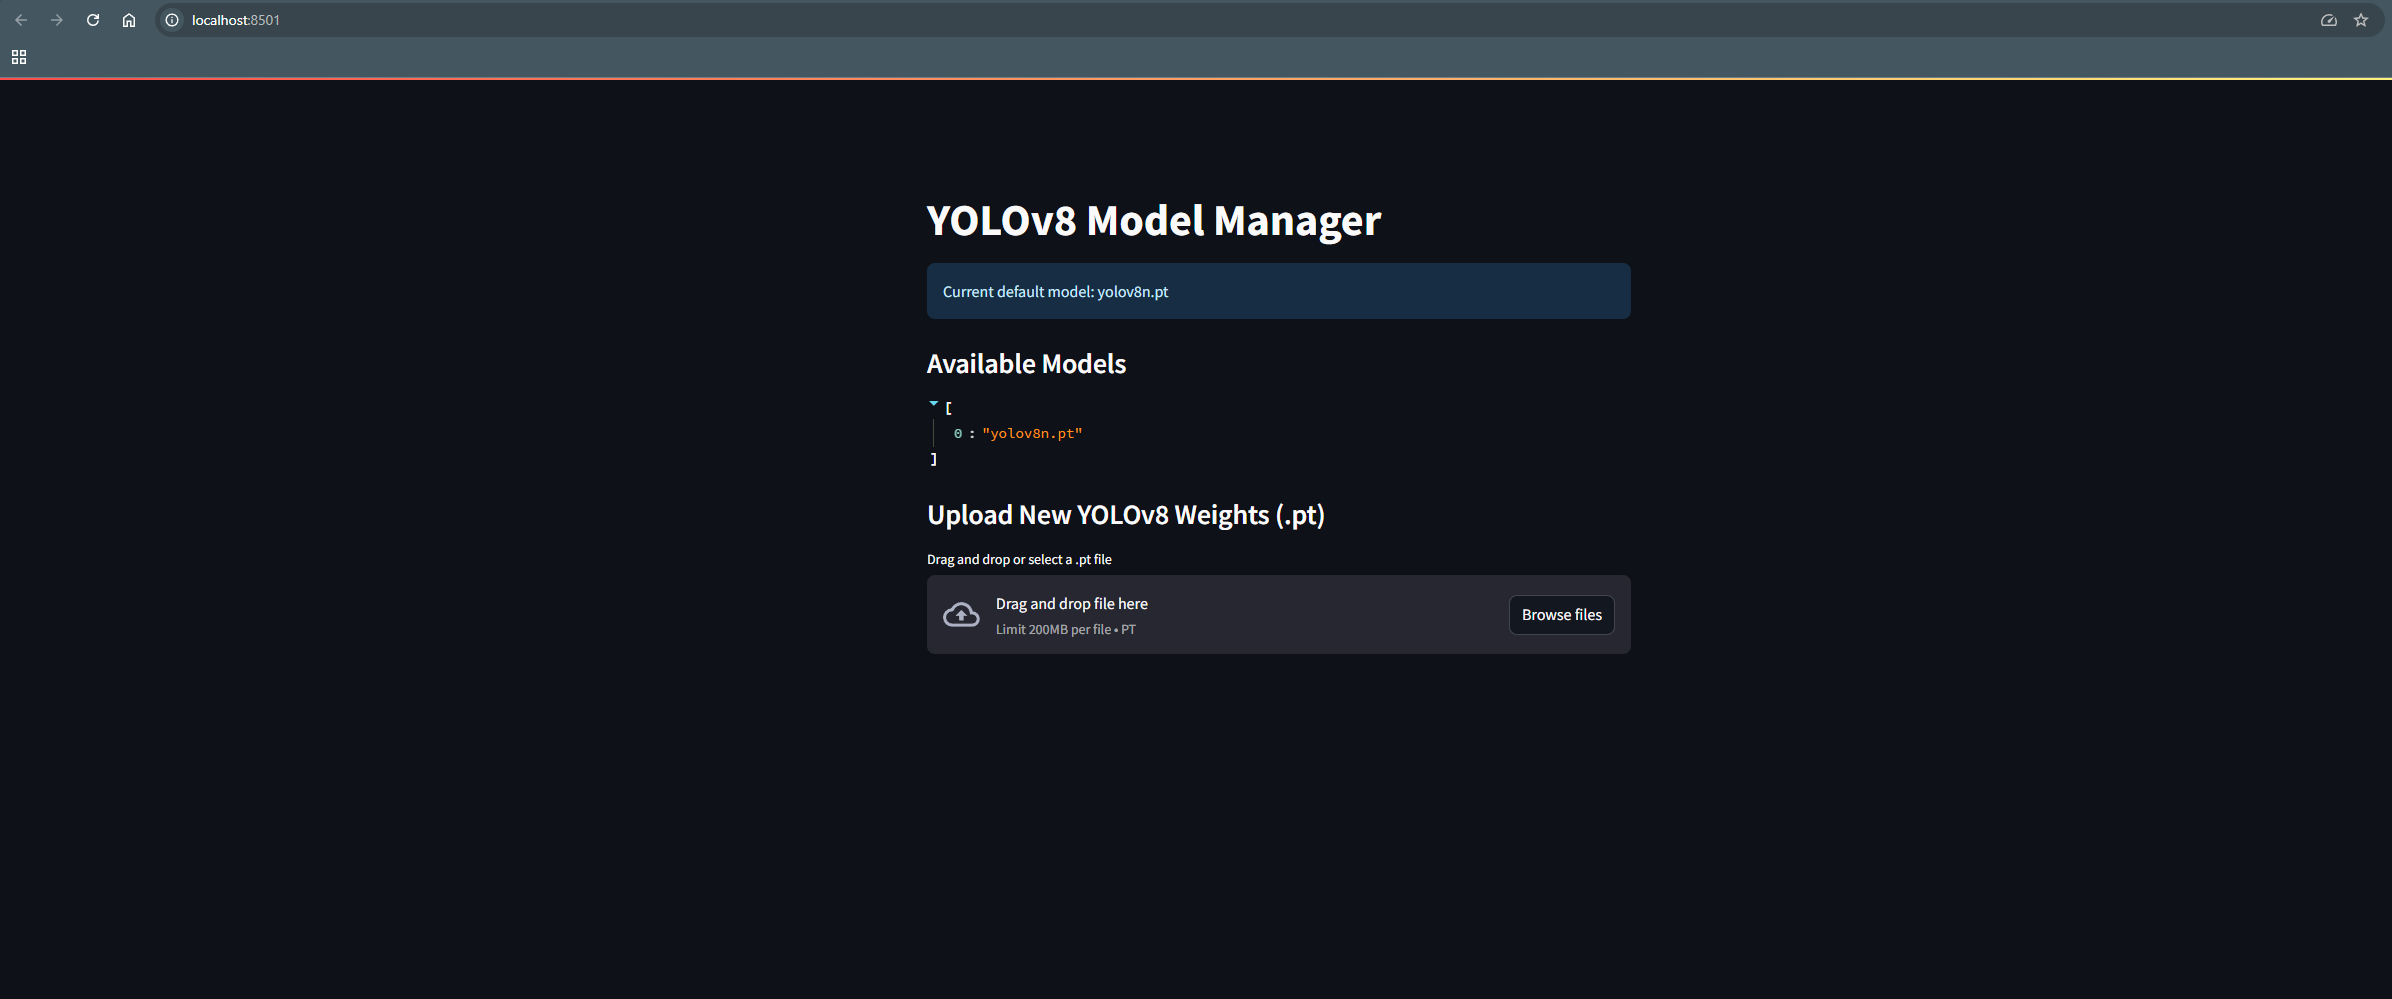 localhost:8501
YOLOv8 Model Manager
Current default model: yolov8n.pt
Available Models
[
0 : "yolov8n.pt"
]
Upload New YOLOv8 Weights (.pt)
Drag and drop or select a .pt file
Drag and drop file here
Limit 200MB per file • PT
Browse files